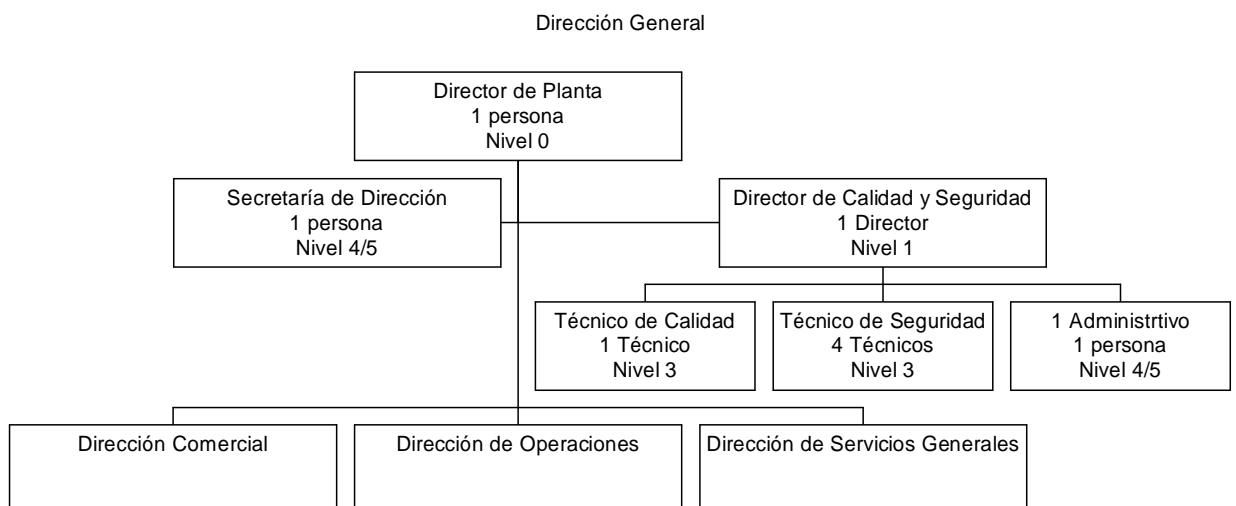 Dirección General
Director de Planta
1 persona
Nivel 0
Secretaría de Dirección
1 persona
Nivel 4/5
Director de Calidad y Seguridad
1 Director
Nivel 1
Técnico de Calidad
1 Técnico
Nivel 3
Técnico de Seguridad
4 Técnicos
Nivel 3
1 Administrtivo
1 persona
Nivel 4/5
Dirección Comercial
Dirección de Operaciones
Dirección de Servicios Generales